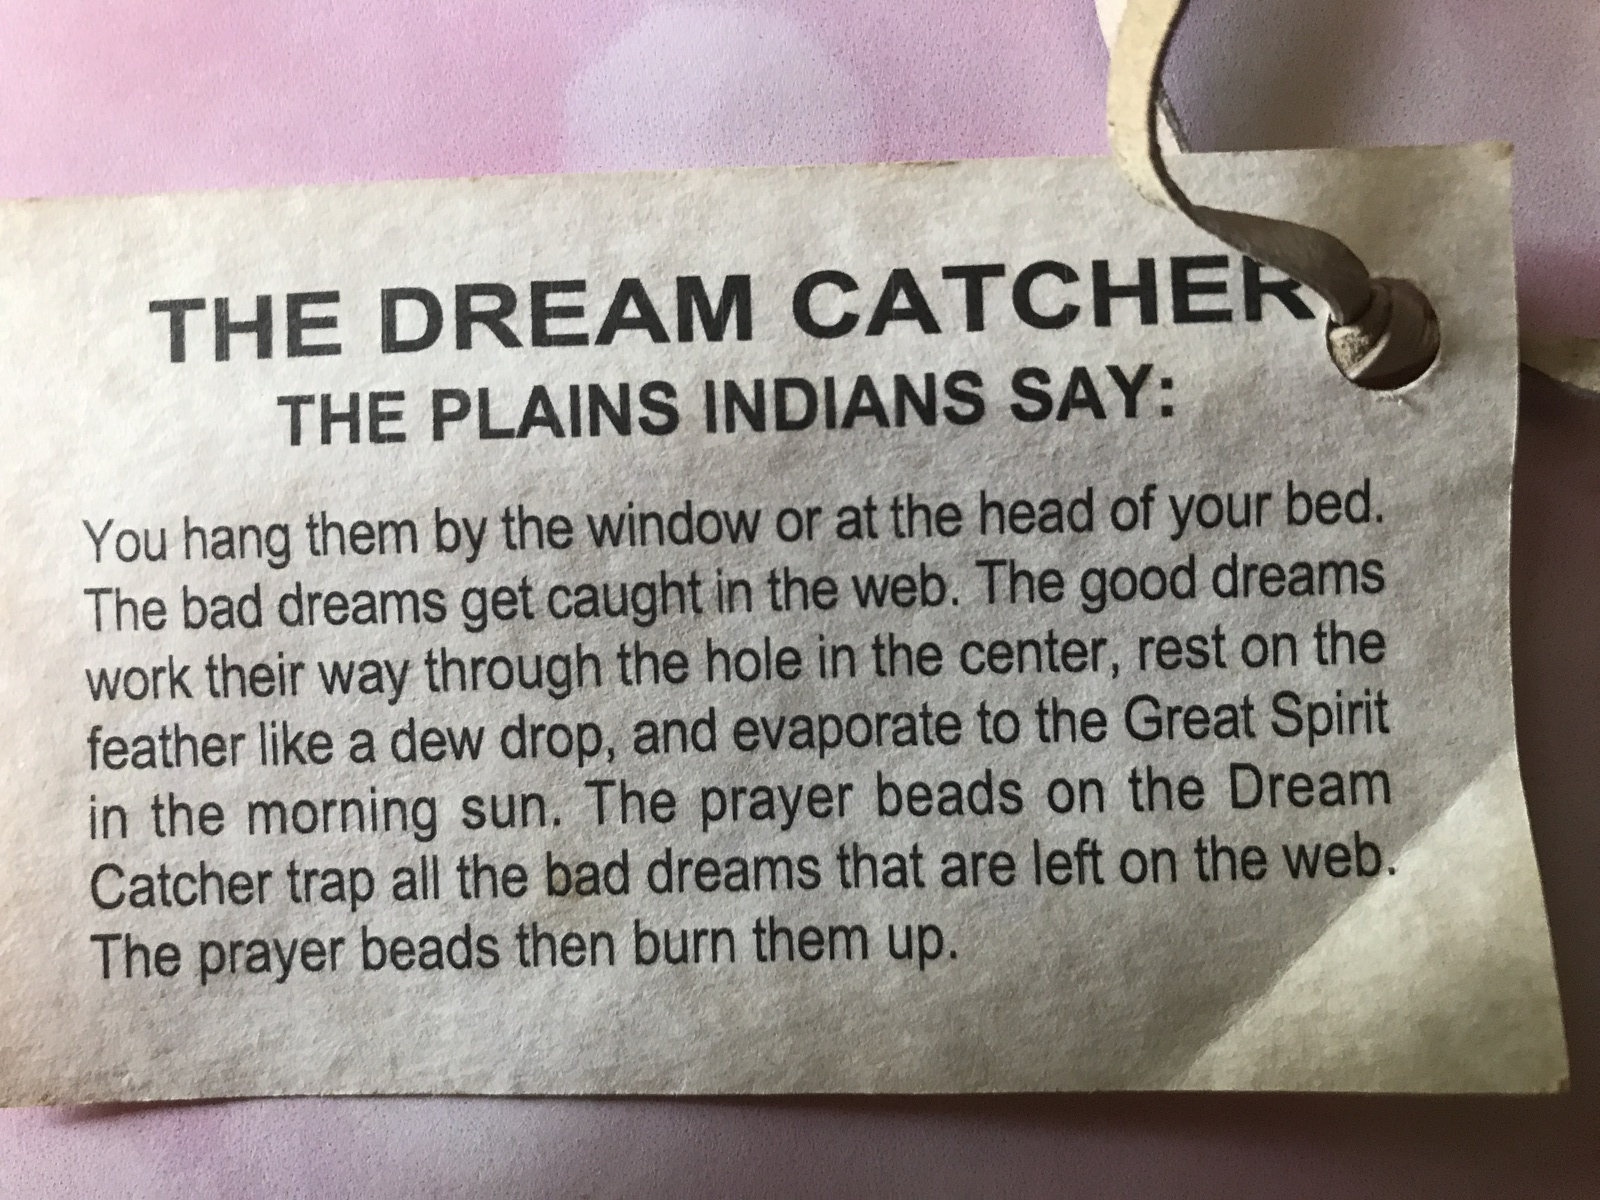 THE DREAM CATCHER
THE PLAINS INDIANS SAY:
You hang them by the window or at the head of your bed.
The bad dreams get caught in the web. The good dreams
work their way through the hole in the center, rest on the
feather like a dew drop, and evaporate to the Great Spirit
in the morning sun. The prayer beads on the Dream
Catcher trap all the bad dreams that are left on the web.
The prayer beads then burn them up.